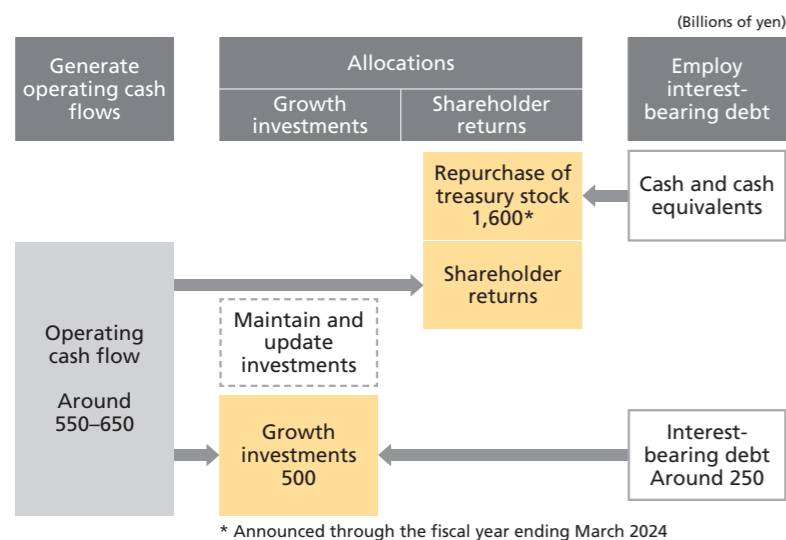 (Billions of yen)
Generate
operating cash
flows
Allocations
Growth
investments
Shareholder
returns
Employ
interest-
bearing debt
Repurchase of
treasury stock
1,600*
Cash and cash
equivalents
Shareholder
returns
Operating
cash flow
Around
550–650
Maintain and
update
investments
Growth
investments
500
Interest-
bearing debt
Around 250
* Announced through the fiscal year ending March 2024